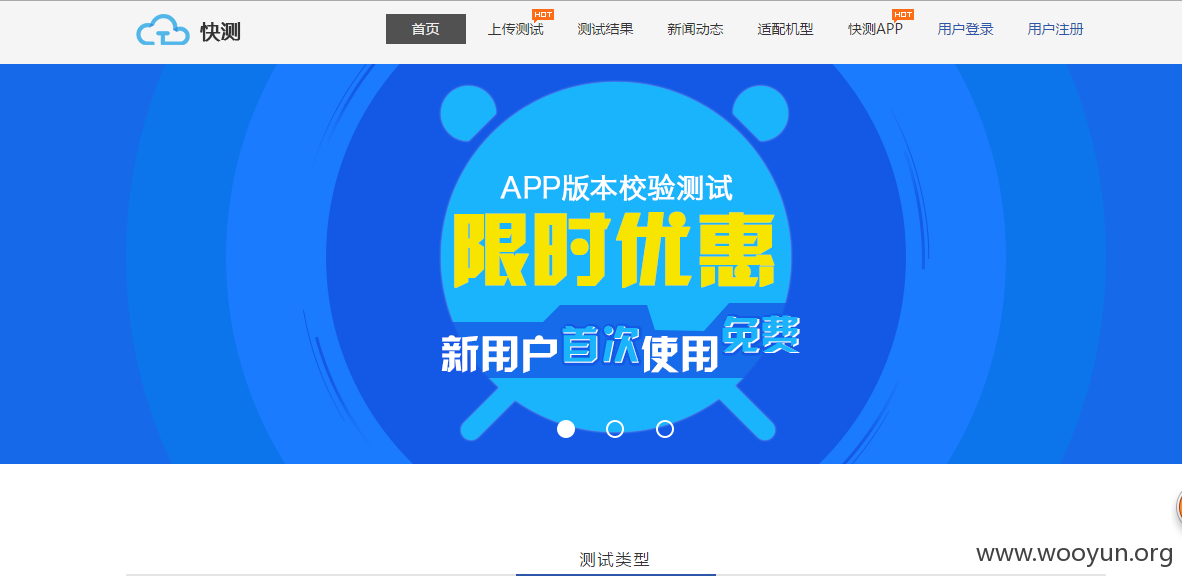 快测
首页 上传测试 HOT 测试结果 新闻动态 适配机型 快测APP HOT 用户登录 用户注册
APP版本校验测试
限时优惠
新用户首次使用免费
测试类型
www.wooyun.org